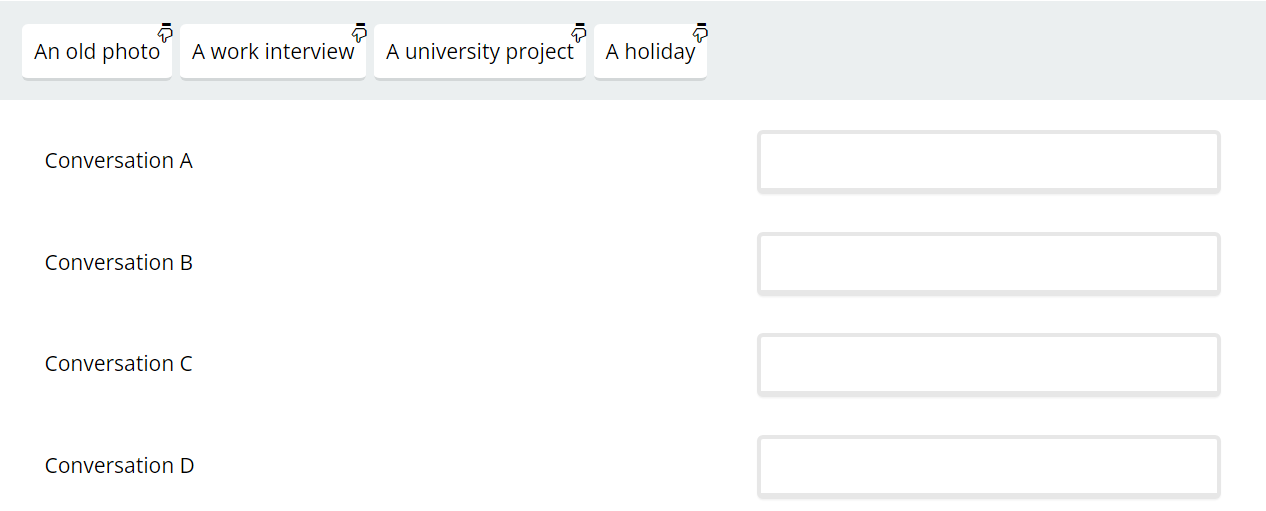 An old photo A work interview A university project A holiday
Conversation A
Conversation B
Conversation C
Conversation D